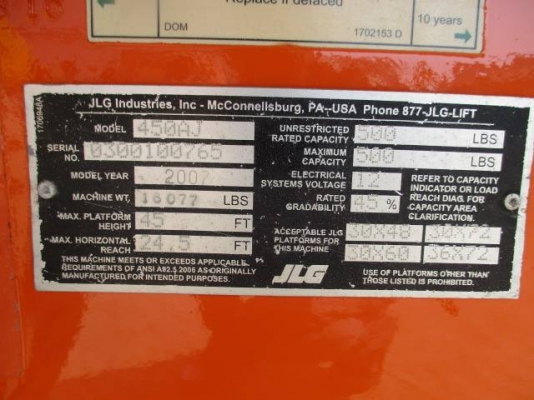 Replace if defaced
DOM
1702153 D
10 years
1706948A
JLG Industries, Inc - McConnellsburg, PA--USA Phone 877-JLG-LIFT
MODEL 450AJ
SERIAL NO. 0300100765
MODEL YEAR 2007
MACHINE WT. 16077 LBS
MAX. PLATFORM HEIGHT 45 FT
MAX. HORIZONTAL REACH 24.5 FT
THIS MACHINE MEETS OR EXCEEDS APPLICABLE
REQUIREMENTS OF ANSI A92.5 2006 AS ORIGINALLY
MANUFACTURED FOR INTENDED PURPOSES.
UNRESTRICTED RATED CAPACITY 500 LBS
MAXIMUM CAPACITY 500 LBS
ELECTRICAL SYSTEMS VOLTAGE 12
RATED GRADABILITY 45 %
REFER TO CAPACITY
INDICATOR OR LOAD
REACH DIAG. FOR
CAPACITY AREA
CLARIFICATION.
ACCEPTABLE JLG
PLATFORMS FOR
THIS MACHINE
30X48 30X72
30X60 36X72
JLG
USE OF PLATFORMS OTHER THAN
THOSE LISTED IS PROHIBITED.